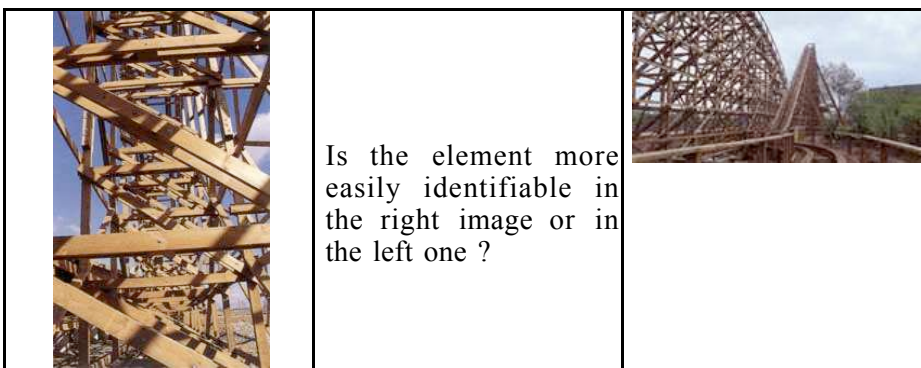 Is the element more
easily identifiable in
the right image or in
the left one ?